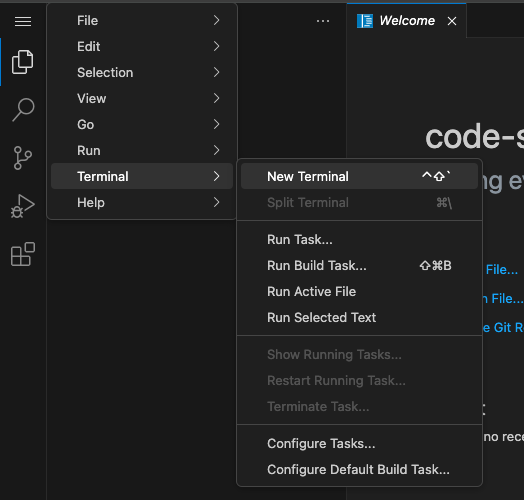 File
Edit
Selection
View
Go
Run
Terminal
Help
Welcome
code-s
ng ev
New Terminal ^⇧`
Split Terminal ⌘\
Run Task...
Run Build Task... ⇧⌘B
Run Active File
Run Selected Text
Show Running Tasks...
Restart Running Task...
Terminate Task...
Configure Tasks...
Configure Default Build Task...
File...
n File...
e Git R
no rece